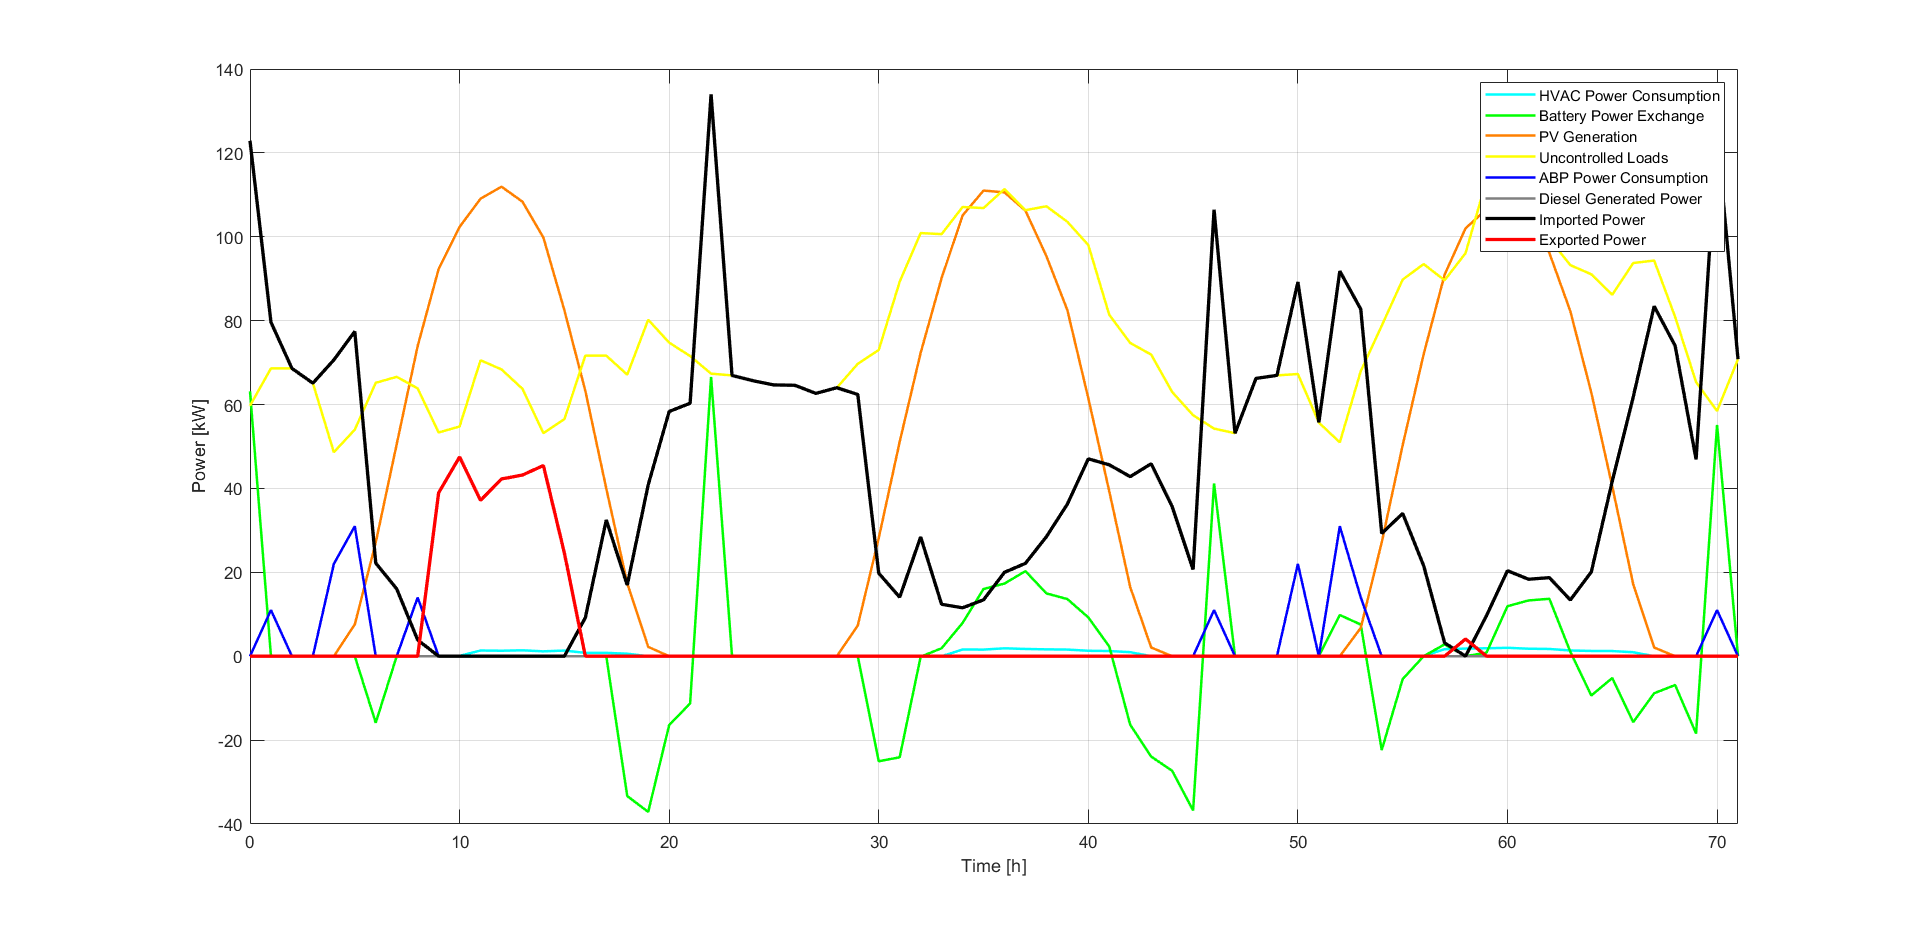 140
120
100
80
60
40
20
0
-20
-40
0 10 20 30 40 50 60 70
Power [kW]
Time [h]
HVAC Power Consumption
Battery Power Exchange
PV Generation
Uncontrolled Loads
ABP Power Consumption
Diesel Generated Power
Imported Power
Exported Power